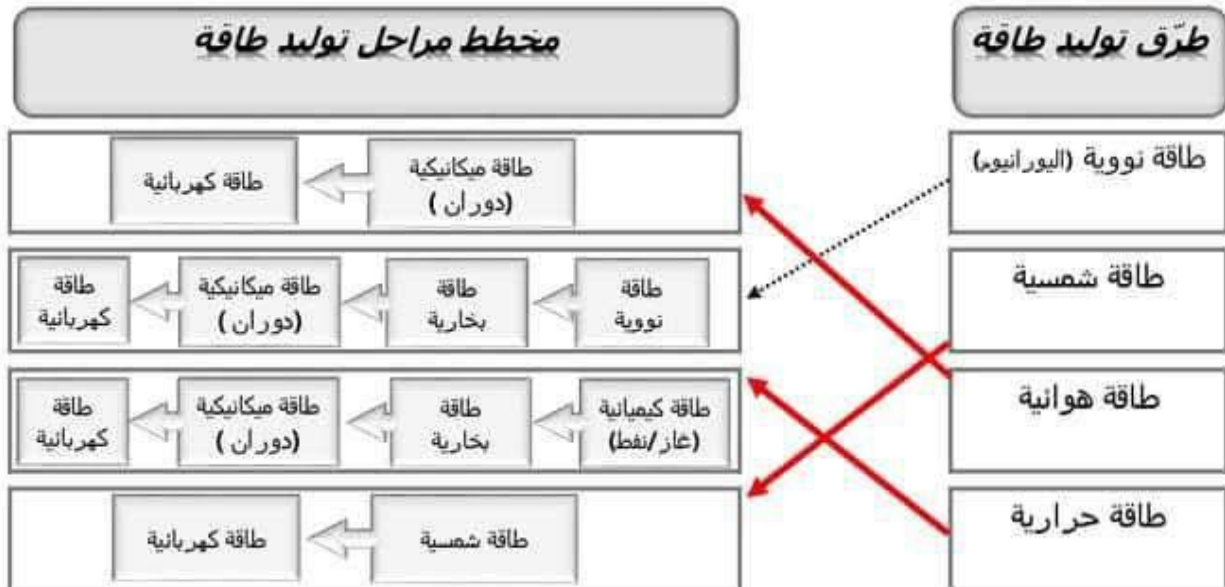 طرّق توليد طاقة
مخطط مراحل توليد طاقة
طاقة نووية (اليورانيوم)
طاقة ميكانيكية
(دوران)
طاقة كهربائية
طاقة شمسية
طاقة
نووية
طاقة
بخارية
طاقة ميكانيكية
(دوران)
طاقة
كهربائية
طاقة هوائية
طاقة كيميائية
(غاز/نفط)
طاقة
بخارية
طاقة ميكانيكية
(دوران)
طاقة
كهربائية
طاقة حرارية
طاقة شمسية
طاقة كهربائية